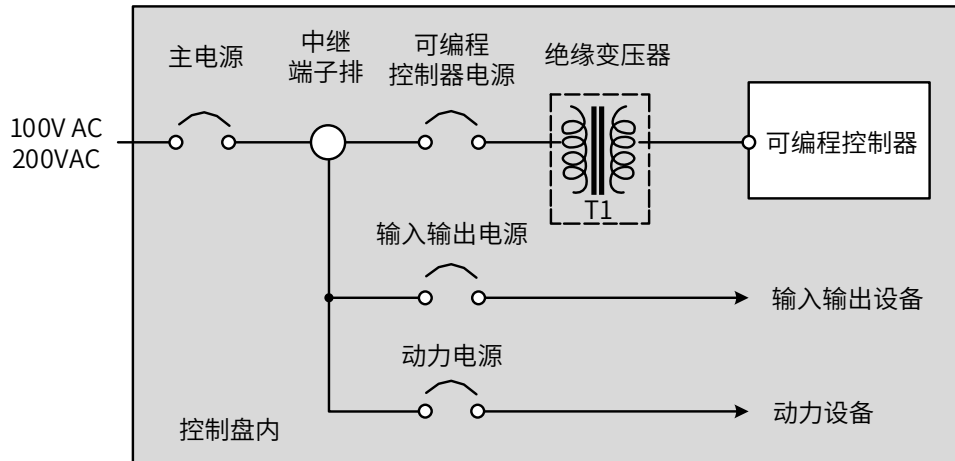 主电源
中继
端子排
可编程
控制器电源
绝缘变压器
100V AC
200VAC
可编程控制器
T1
输入输出电源
输入输出设备
动力电源
动力设备
控制盘内